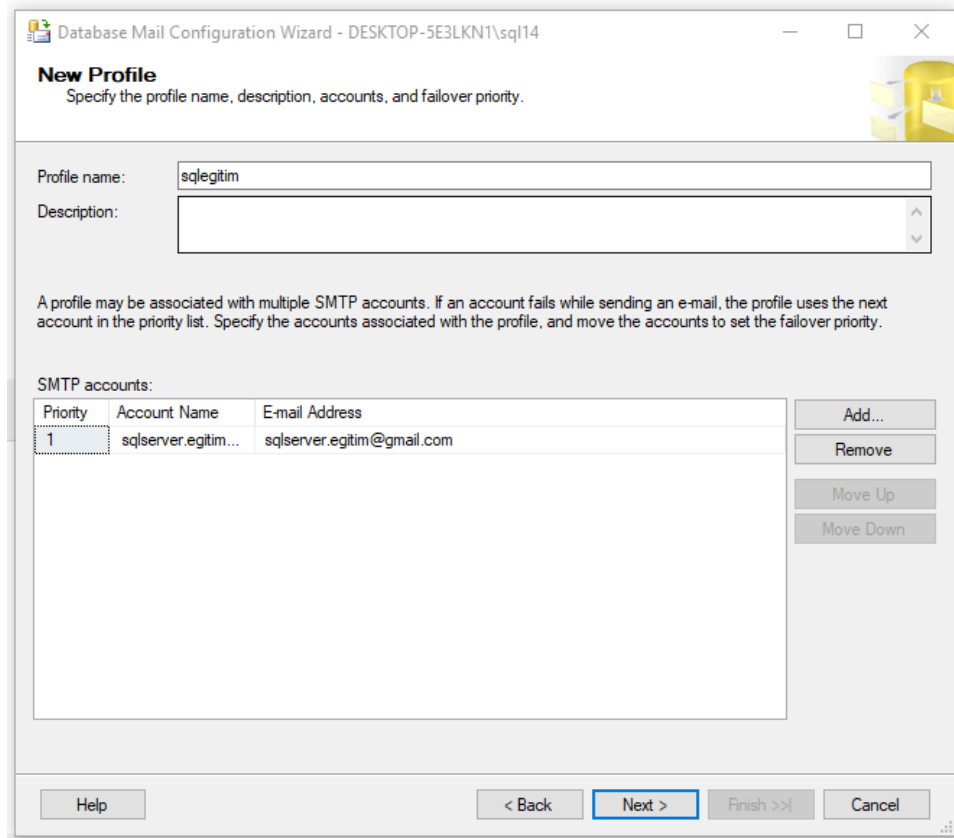 Database Mail Configuration Wizard - DESKTOP-5E3LKN1\sql14
New Profile
Specify the profile name, description, accounts, and failover priority.
Profile name:
sqlegitim
Description:
A profile may be associated with multiple SMTP accounts. If an account fails while sending an e-mail, the profile uses the next
account in the priority list. Specify the accounts associated with the profile, and move the accounts to set the failover priority.
SMTP accounts:
Priority Account Name E-mail Address
1 sqlserver.egitim... sqlserver.egitim@gmail.com
Add...
Remove
Move Up
Move Down
Help < Back Next > Finish >>| Cancel